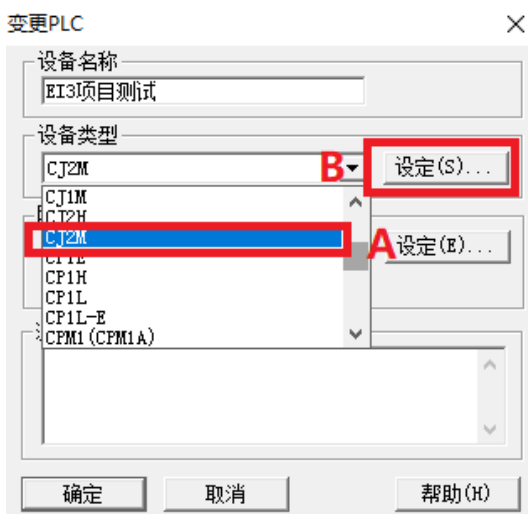 变更PLC
设备名称
EI3项目测试
设备类型
CJ2M
B
设定(S)...
CJ1M
CJ2H
CJ2M
A
设定(E)...
CP1E
CP1H
CP1L
CP1L-E
CPM1(CPM1A)
确定
取消
帮助(H)